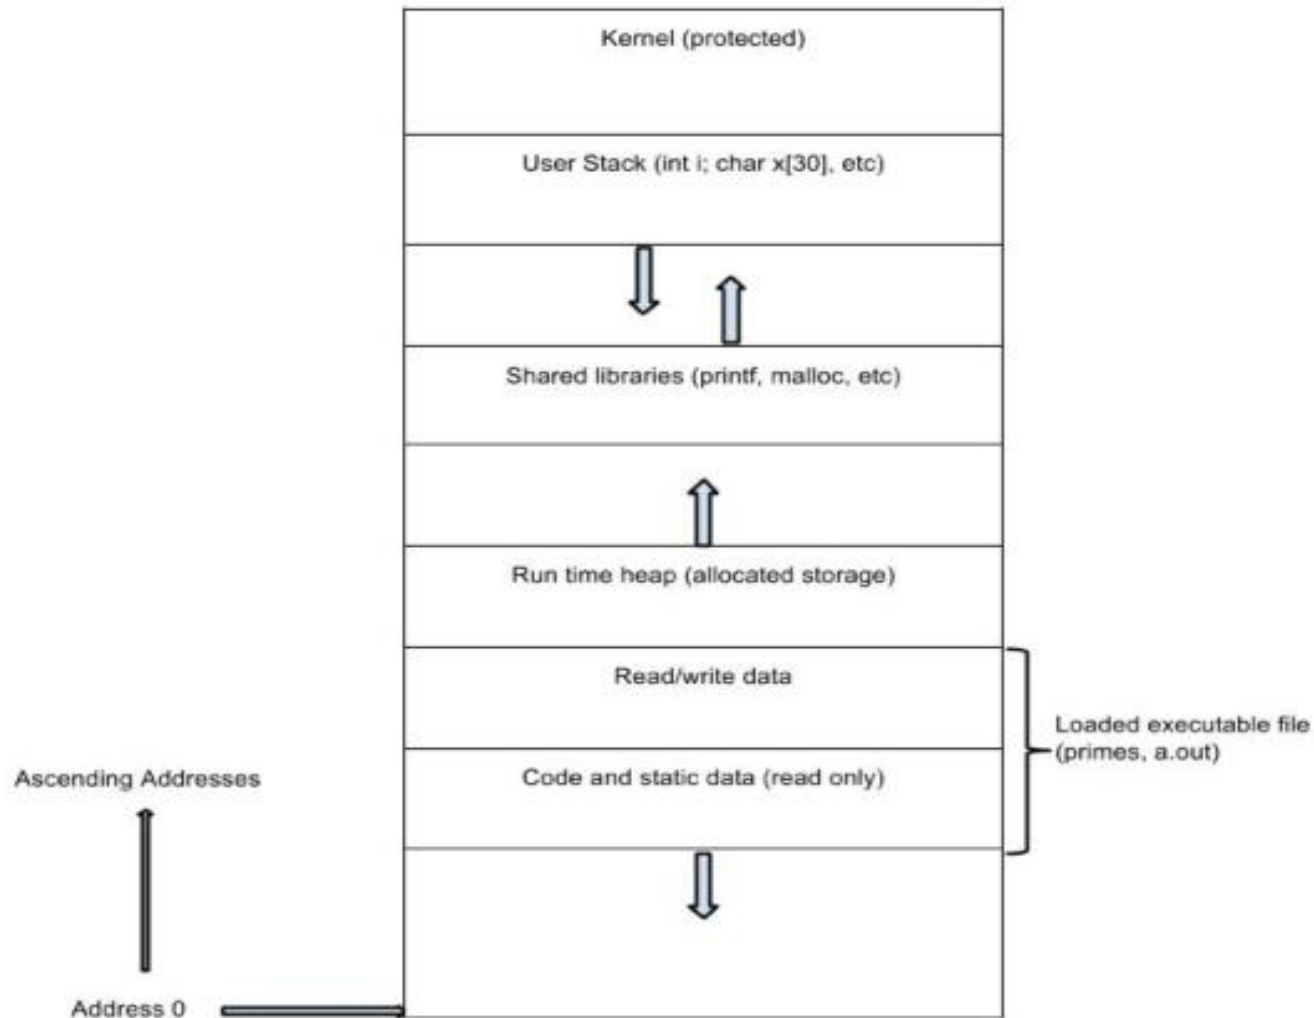 Kernel (protected)
User Stack (int i; char x[30], etc)
Shared libraries (printf, malloc, etc)
Run time heap (allocated storage)
Read/write data
Loaded executable file
(primes, a.out)
Code and static data (read only)
Ascending Addresses
Address 0